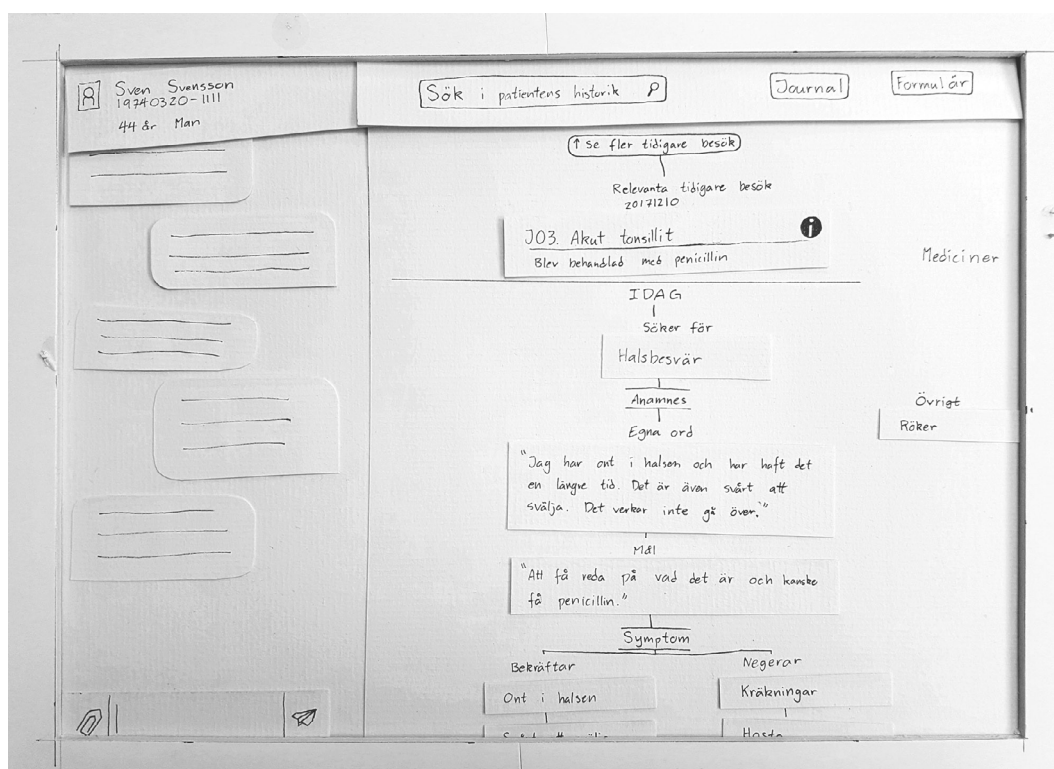 Sven Svensson
19740320-1111
44 år Man
Sök i patientens historik
Journal
Formulär
↑ Se fler tidigare besök
Relevanta tidigare besök
20171210
J03. Akut tonsillit
i
Blev behandlad med penicillin
Mediciner
IDAG
Söker för
Halsbesvär
Anamnes
Övrigt
Röker
Egna ord
"Jag har ont i halsen och har haft det
en längre tid. Det är även svårt att
svälja. Det verkar inte gå över."
Mål
"Att få reda på vad det är och kanske
få penicillin."
Symptom
Bekräftar
Negerar
Ont i halsen
Kräkningar
Hosta